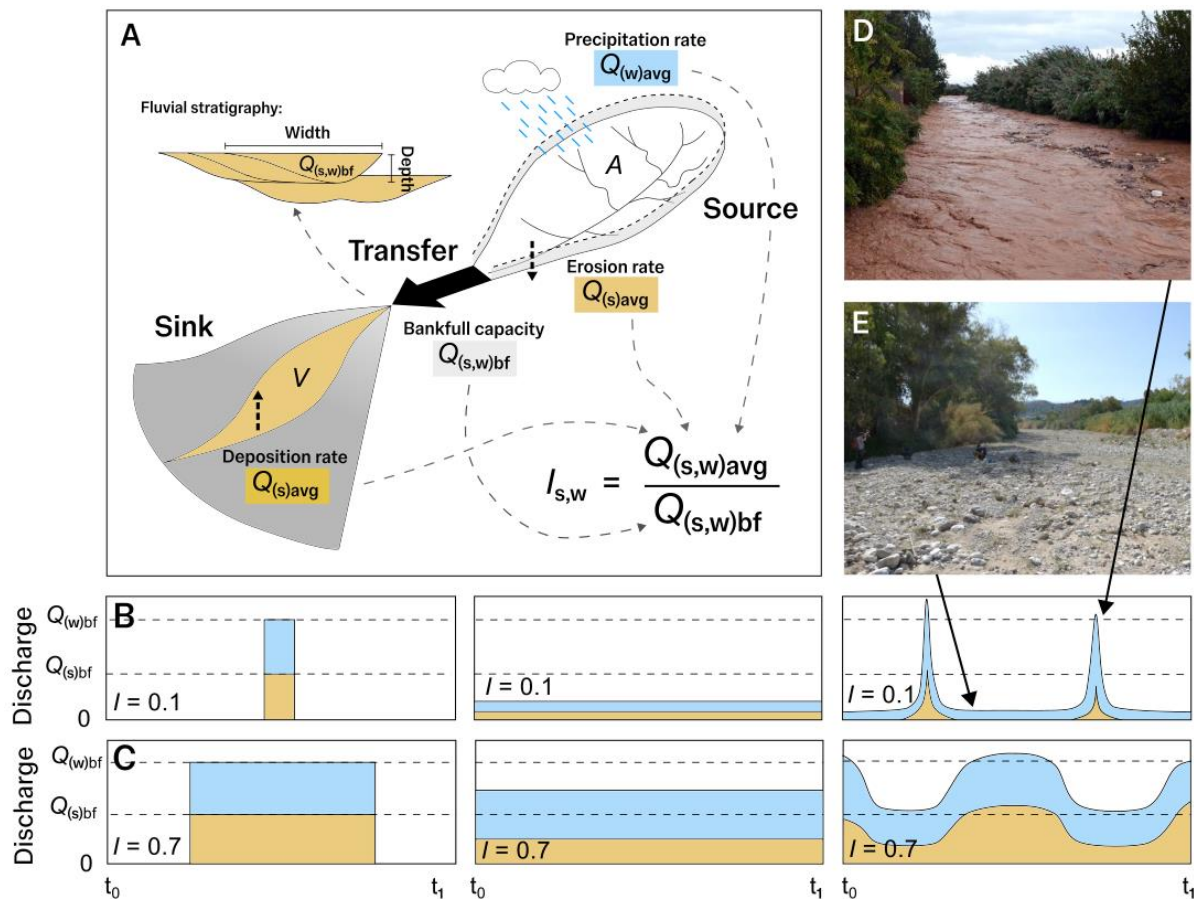 A
Precipitation rate
Q(w)avg
Fluvial stratigraphy:
Width
Q(s,w)bf
Depth
A
Source
Transfer
Erosion rate
Q(s)avg
Sink
Bankfull capacity
Q(s,w)bf
V
Deposition rate
Q(s)avg
Is,w = Q(s,w)avg
Q(s,w)bf
D
E
B
Discharge
Q(w)bf
Q(s)bf
0
I = 0.1
I = 0.1
I = 0.1
C
Discharge
Q(w)bf
Q(s)bf
0
I = 0.7
I = 0.7
I = 0.7
t0
t1
t0
t1